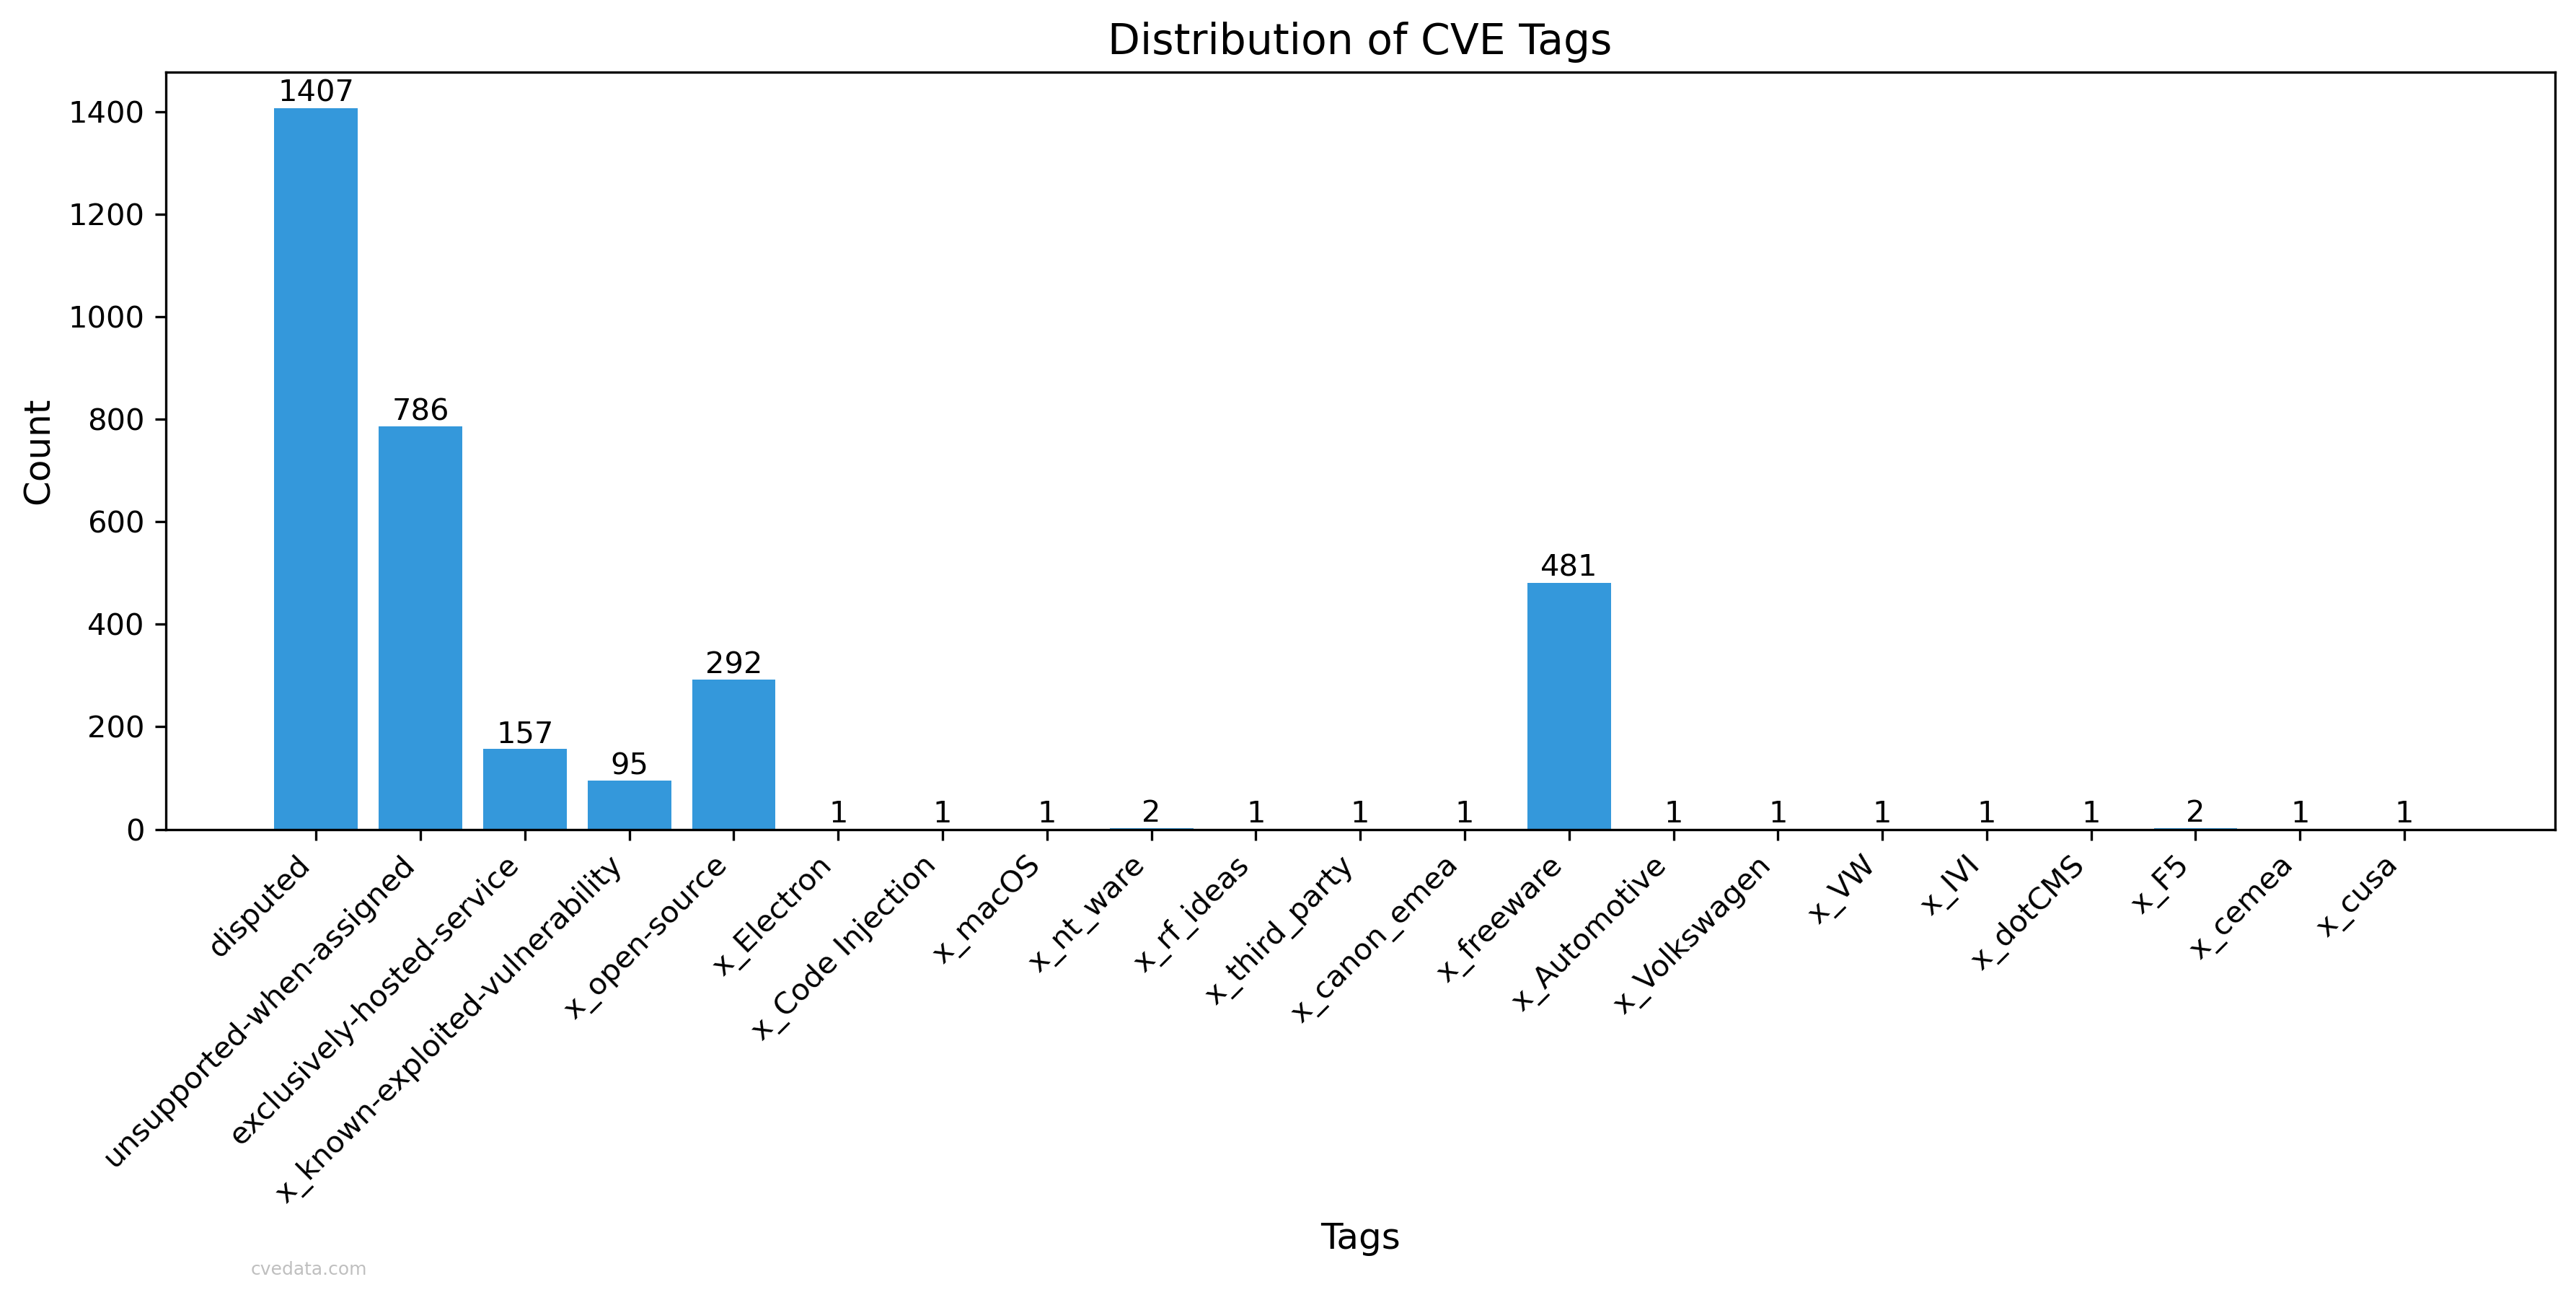 Distribution of CVE Tags
Count
1400
1200
1000
800
600
400
200
0
1407
786
157
95
292
1
1
1
2
1
1
1
481
1
1
1
1
1
2
1
1
disputed
unsupported-when-assigned
exclusively-hosted-service
x_known-exploited-vulnerability
x_open-source
x_Electron
x_Code Injection
x_macOS
x_nt_ware
x_rf_ideas
x_third_party
x_canon_emea
x_freeware
x_Automotive
x_Volkswagen
x_VW
x_IVI
x_dotCMS
x_F5
x_cemea
x_cusa
Tags
cvedata.com